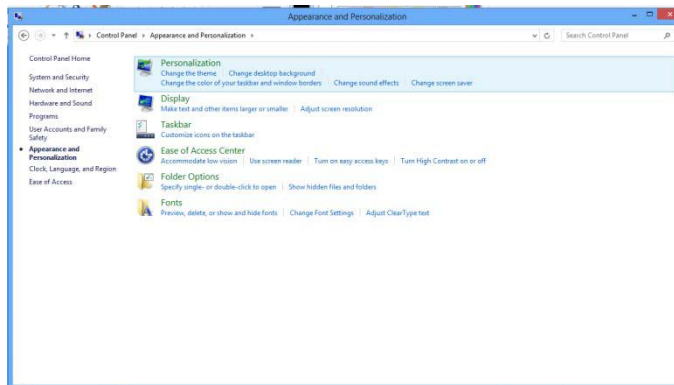 Appearance and Personalization
Control Panel Appearance and Personalization
Search Control Panel
Control Panel Home
System and Security
Network and Internet
Hardware and Sound
Programs
User Accounts and Family
Safety
Appearance and
Personalization
Clock, Language, and Region
Ease of Access
Personalization
Change the theme Change desktop background
Change the color of your taskbar and window borders Change sound effects Change screen saver
Display
Make text and other items larger or smaller Adjust screen resolution
Taskbar
Customize icons on the taskbar
Ease of Access Center
Accommodate low vision Use screen reader Turn on easy access keys Turn High Contrast on or off
Folder Options
Specify single- or double-click to open Show hidden files and folders
Fonts
Preview, delete, or show and hide fonts Change Font Settings Adjust ClearType text